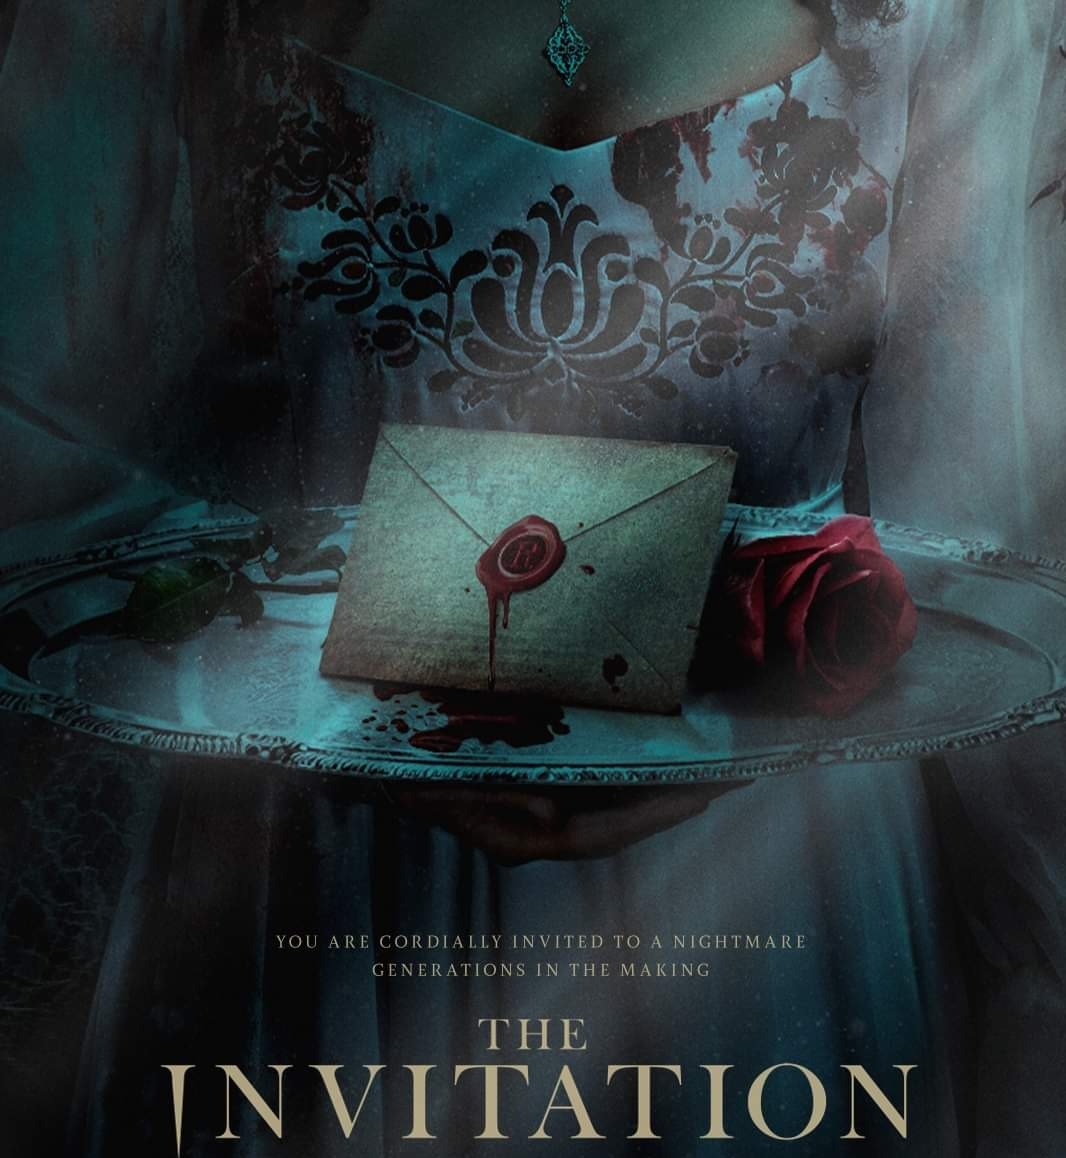 R
YOU ARE CORDIALLY INVITED TO A NIGHTMARE
GENERATIONS IN THE MAKING
THE
INVITATION